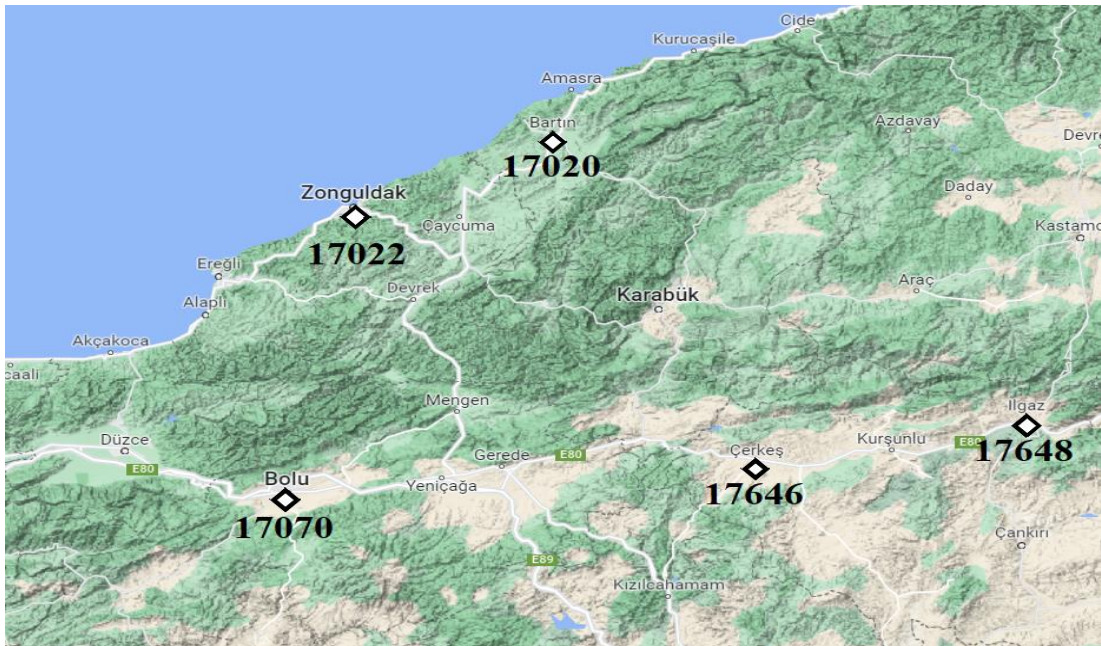 Cide
Kurucaşile
Amasra
Bartın
17020
Azdavay
Devre
Zonguldak
17022
Çaycuma
Daday
Kastamo
Ereğli
Devrek
Karabük
Araç
Alaplı
Akçakoca
caali
Mengen
Ilgaz
17648
Düzce
E80
Bolu
17070
Yeniçağa
Gerede
E80
Çerkeş
17646
Kurşunlu
E80
Çankırı
E89
Kızılcahamam